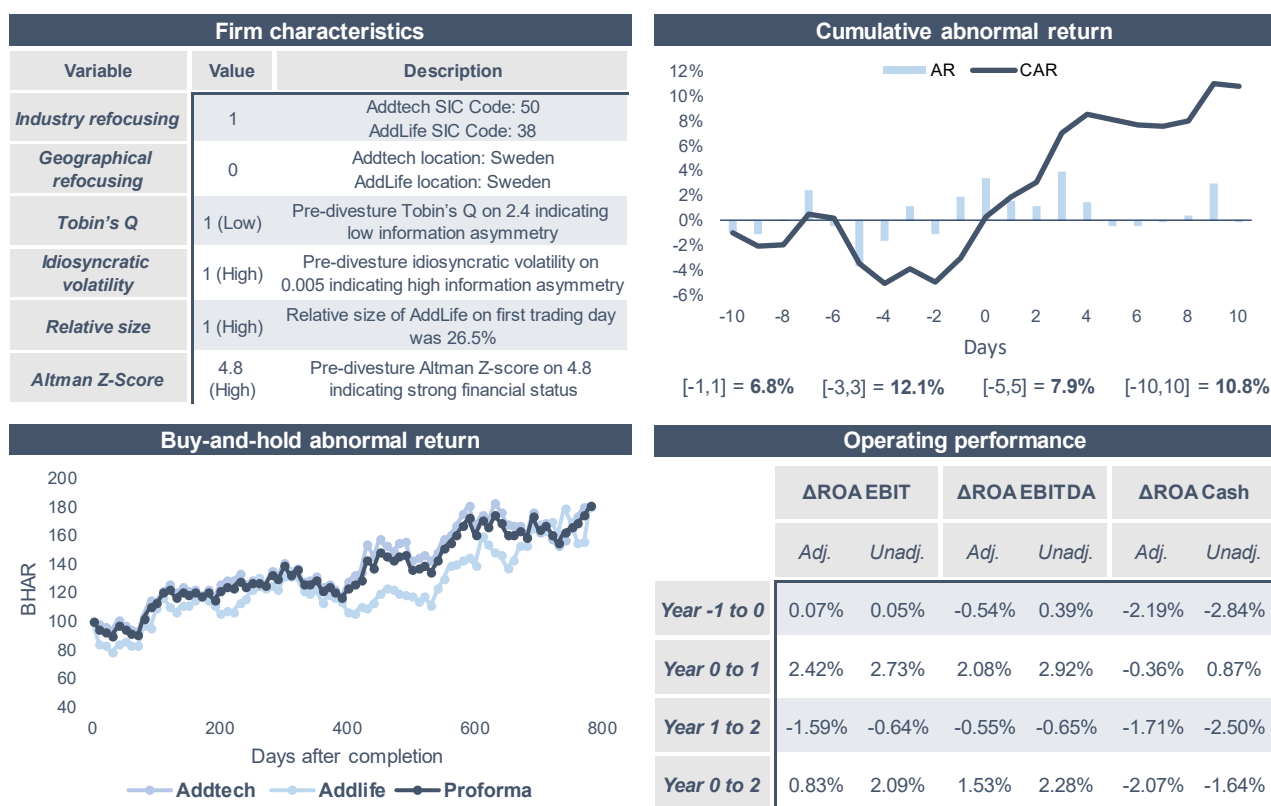 Firm characteristics
Variable Value Description
Industry refocusing 1 Addtech SIC Code: 50
AddLife SIC Code: 38
Geographical
refocusing 0 Addtech location: Sweden
AddLife location: Sweden
Tobin's Q 1 (Low) Pre-divesture Tobin's Q on 2.4 indicating
low information asymmetry
Idiosyncratic
volatility 1 (High) Pre-divesture idiosyncratic volatility on
0.005 indicating high information asymmetry
Relative size 1 (High) Relative size of AddLife on first trading day
was 26.5%
Altman Z-Score 4.8
(High) Pre-divesture Altman Z-score on 4.8
indicating strong financial status
Cumulative abnormal return
AR CAR
12%
10%
8%
6%
4%
2%
0%
-2%
-4%
-6%
-10 -8 -6 -4 -2 0 2 4 6 8 10
Days
[-1,1] = 6.8% [-3,3] = 12.1% [-5,5] = 7.9% [-10,10] = 10.8%
Buy-and-hold abnormal return
BHAR
200
180
160
140
120
100
80
60
40
0 200 400 600 800
Days after completion
Addtech Addlife Proforma
Operating performance
ΔROA EBIT ΔROA EBITDA ΔROA Cash
Adj. Unadj. Adj. Unadj. Adj. Unadj.
Year -1 to 0 0.07% 0.05% -0.54% 0.39% -2.19% -2.84%
Year 0 to 1 2.42% 2.73% 2.08% 2.92% -0.36% 0.87%
Year 1 to 2 -1.59% -0.64% -0.55% -0.65% -1.71% -2.50%
Year 0 to 2 0.83% 2.09% 1.53% 2.28% -2.07% -1.64%